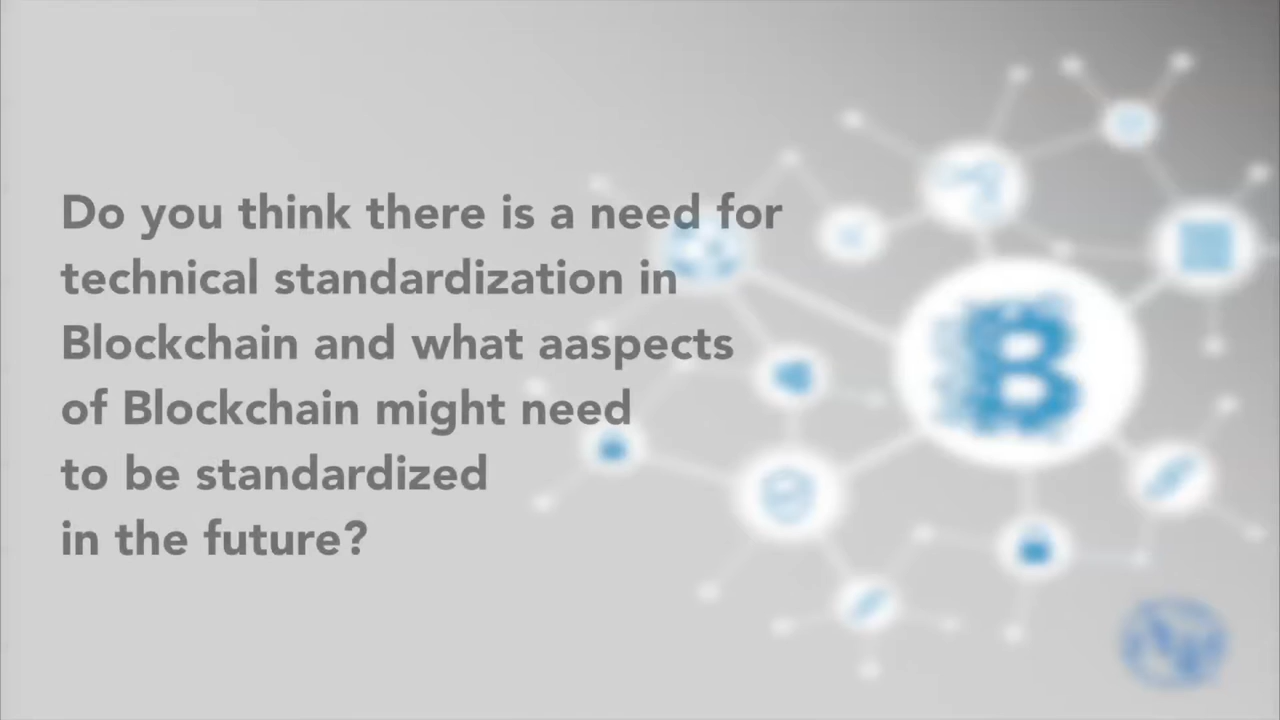 Do you think there is a need for
technical standardization in
Blockchain and what aaspects
of Blockchain might need
to be standardized
in the future?